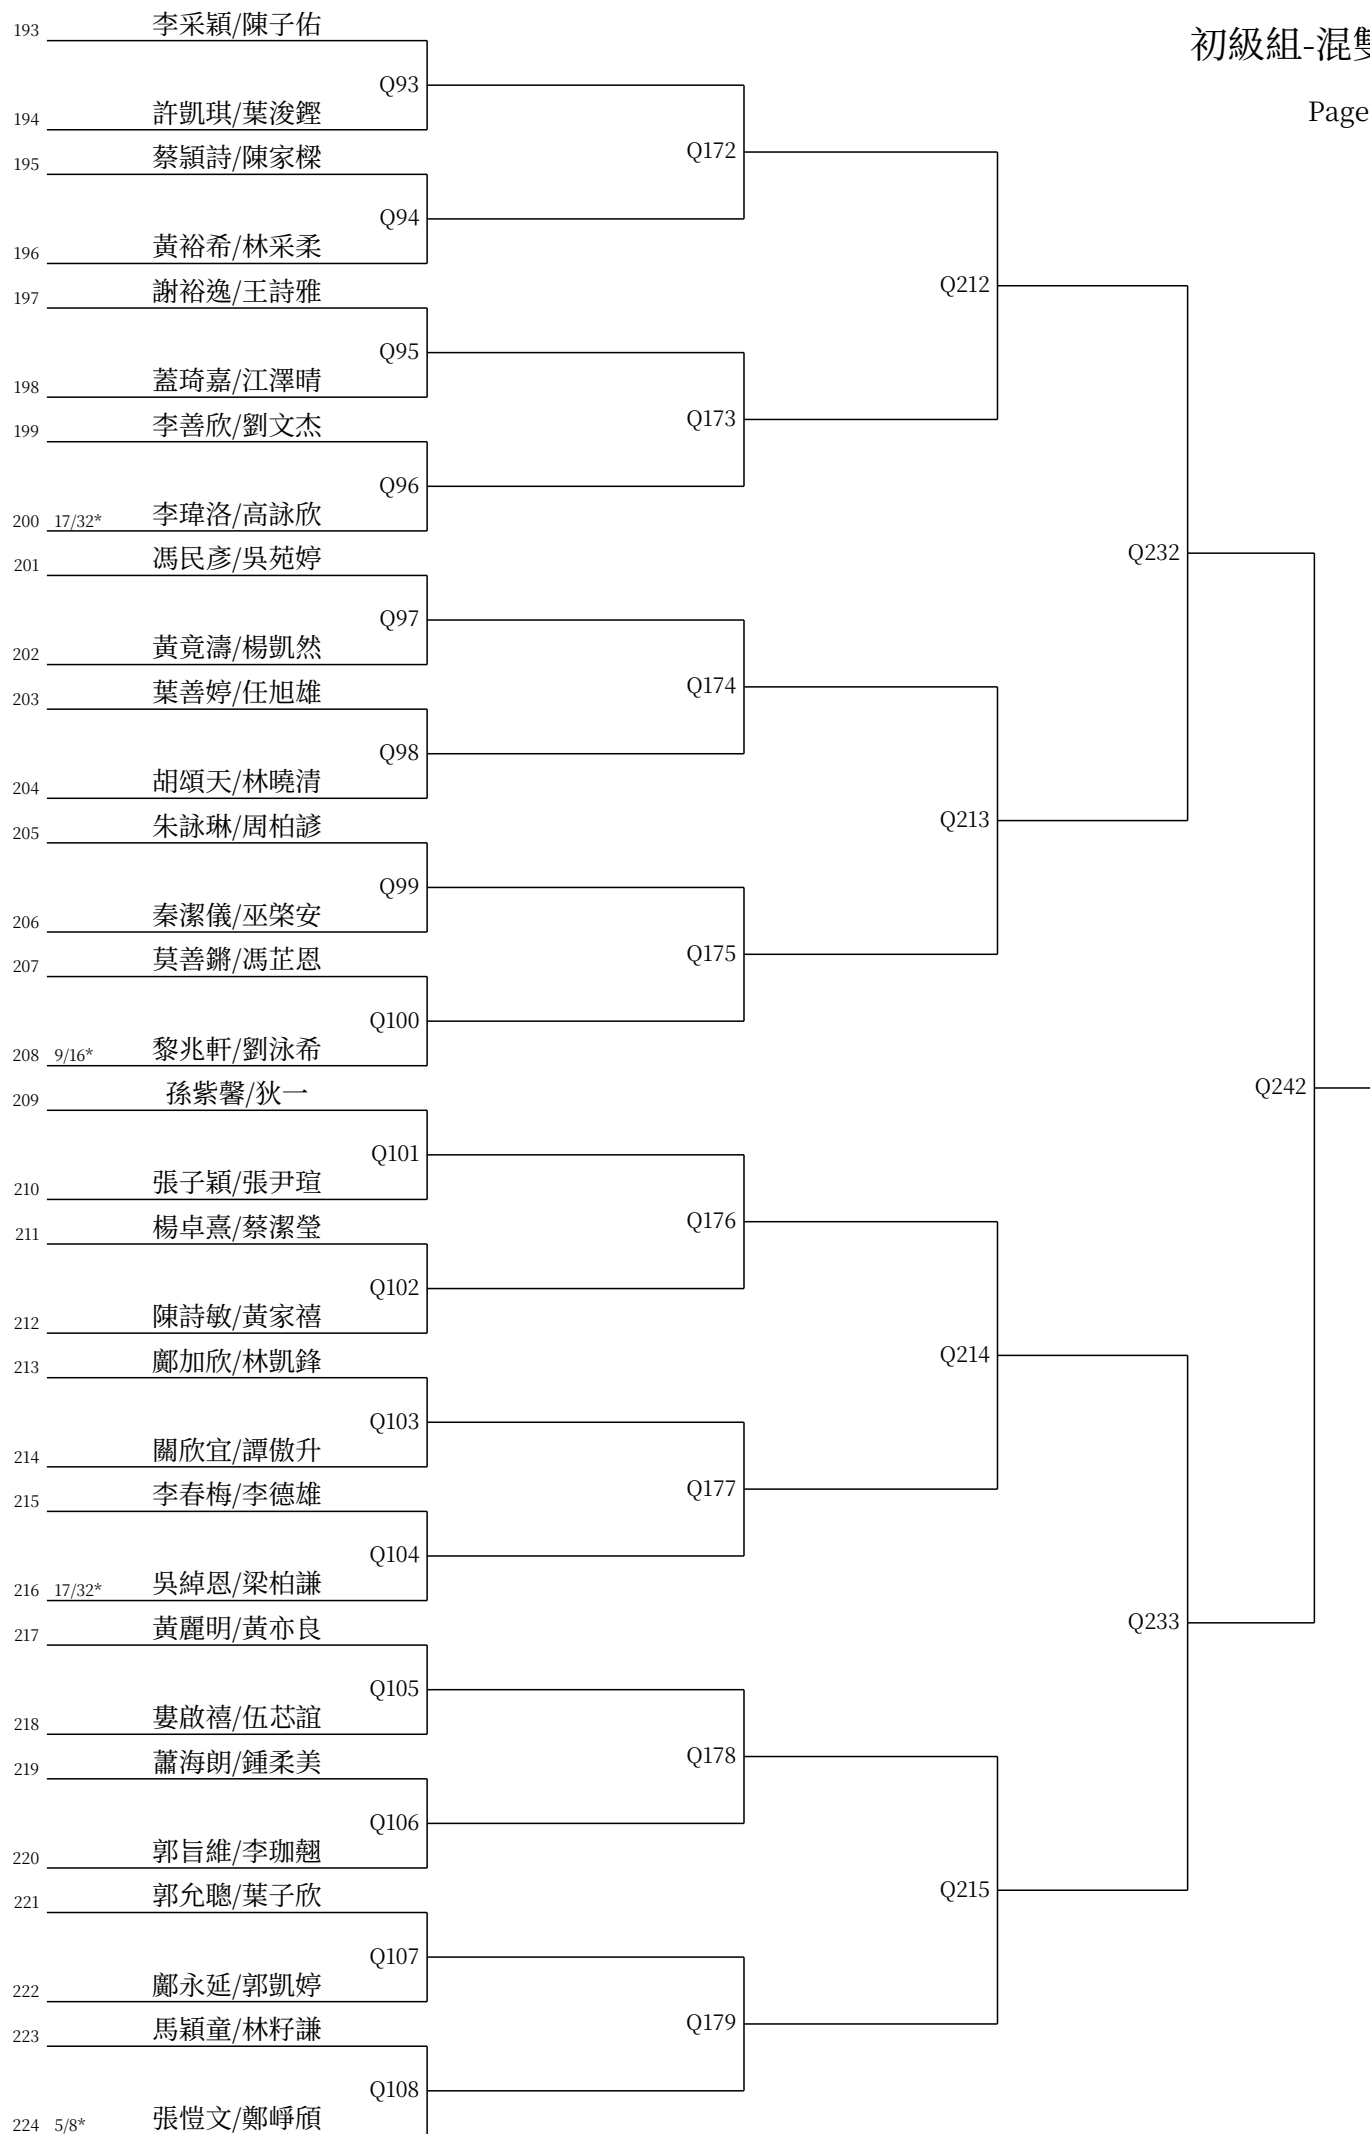 初級組-混
Page
193 李采穎/陳子佑
Q93
194 許凱琪/葉浚鏗
Q172
195 蔡頴詩/陳家樑
Q94
196 黃裕希/林采柔
Q212
197 謝裕逸/王詩雅
Q95
198 蓋琦嘉/江澤晴
Q173
199 李善欣/劉文杰
Q96
200 17/32* 李瑋洛/高詠欣
Q232
201 馮民彥/吳苑婷
Q97
202 黃竟濤/楊凱然
Q174
203 葉善婷/任旭雄
Q98
204 胡頌天/林曉清
Q213
205 朱詠琳/周柏諺
Q99
206 秦潔儀/巫棨安
Q175
207 莫善鏘/馮芷恩
Q100
208 9/16* 黎兆軒/劉泳希
Q242
209 孫紫馨/狄一
Q101
210 張子穎/張尹瑄
Q176
211 楊卓熹/蔡潔瑩
Q102
212 陳詩敏/黃家禧
Q214
213 鄺加欣/林凱鋒
Q103
214 關欣宜/譚傲升
Q177
215 李春梅/李德雄
Q104
216 17/32* 吳綽恩/梁柏謙
Q233
217 黃麗明/黃亦良
Q105
218 婁啟禧/伍芯誼
Q178
219 蕭海朗/鍾柔美
Q106
220 郭旨維/李珈翹
Q215
221 郭允聰/葉子欣
Q107
222 鄺永延/郭凱婷
Q179
223 馬穎童/林籽謙
Q108
224 5/8* 張愷文/鄭崢頎